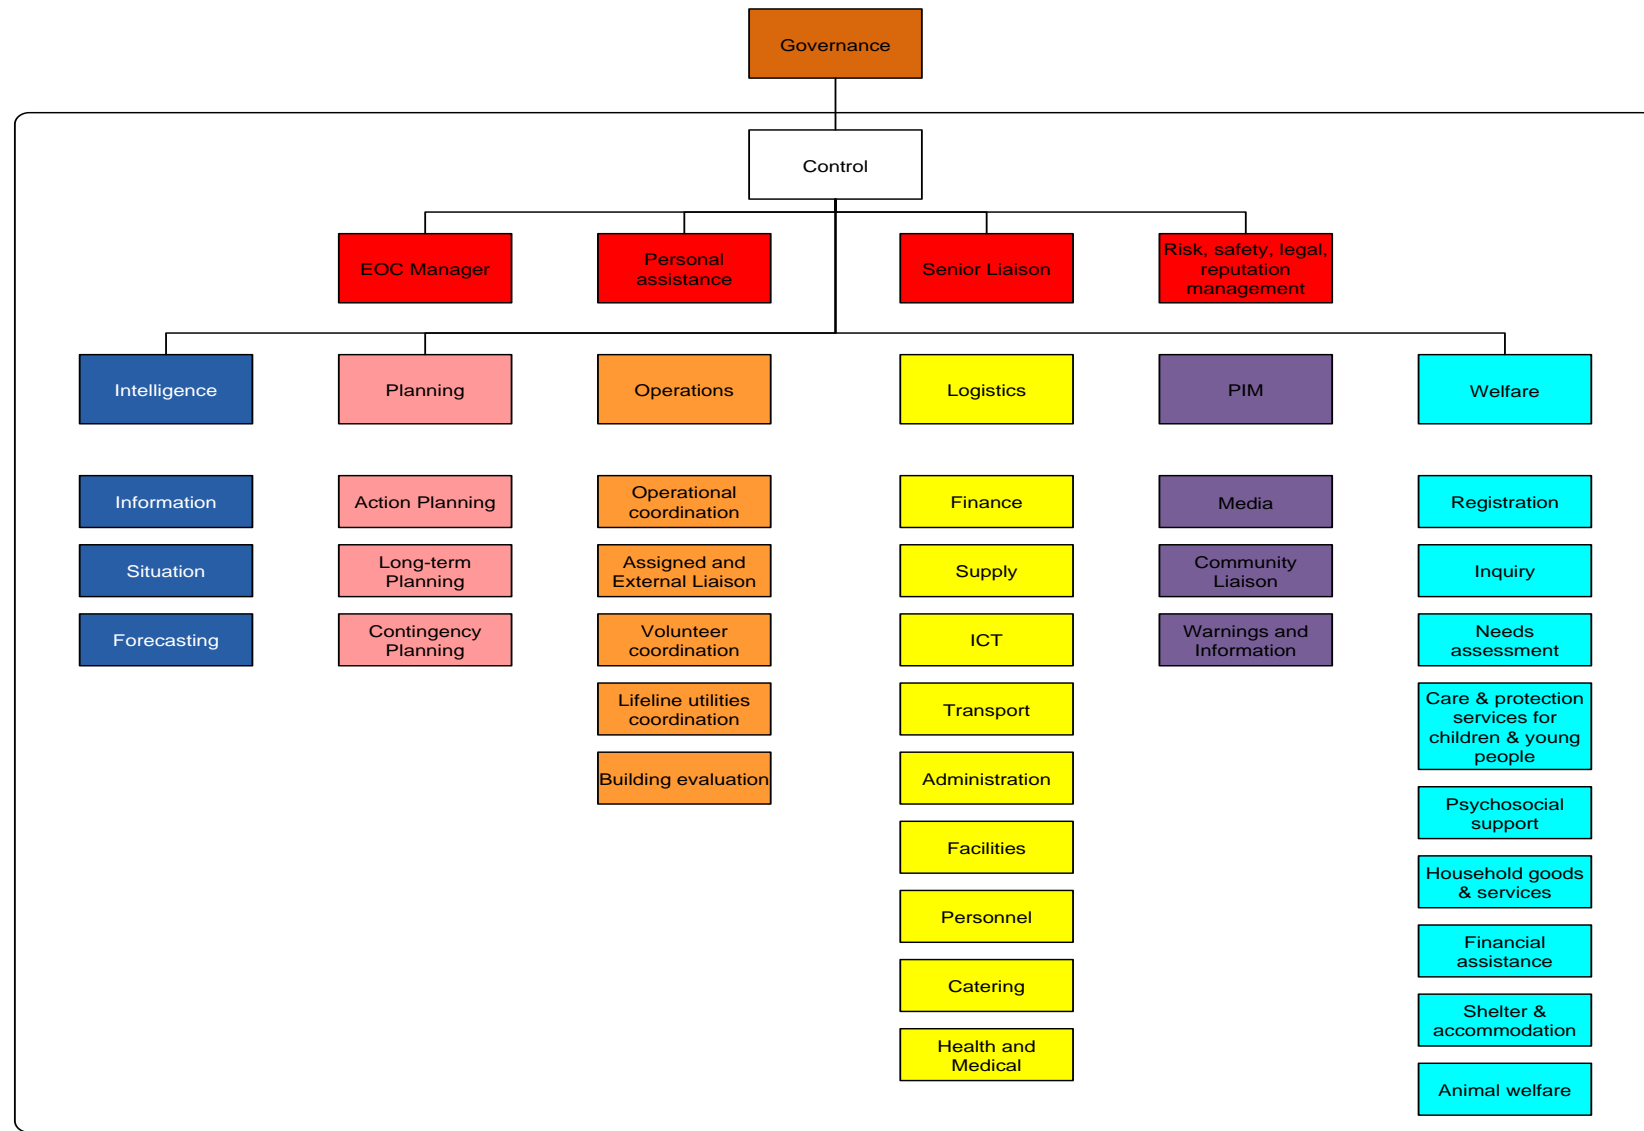 Governance
Control
EOC Manager
Personal
assistance
Senior Liaison
Risk, safety, legal,
reputation
management
Intelligence
Planning
Operations
Logistics
PIM
Welfare
Information
Action Planning
Operational
coordination
Finance
Media
Registration
Situation
Long-term
Planning
Assigned and
External Liaison
Supply
Community
Liaison
Inquiry
Forecasting
Contingency
Planning
Volunteer
coordination
ICT
Warnings and
Information
Needs
assessment
Lifeline utilities
coordination
Transport
Care & protection
services for
children & young
people
Building evaluation
Administration
Psychosocial
support
Facilities
Household goods
& services
Personnel
Financial
assistance
Catering
Shelter &
accommodation
Health and
Medical
Animal welfare